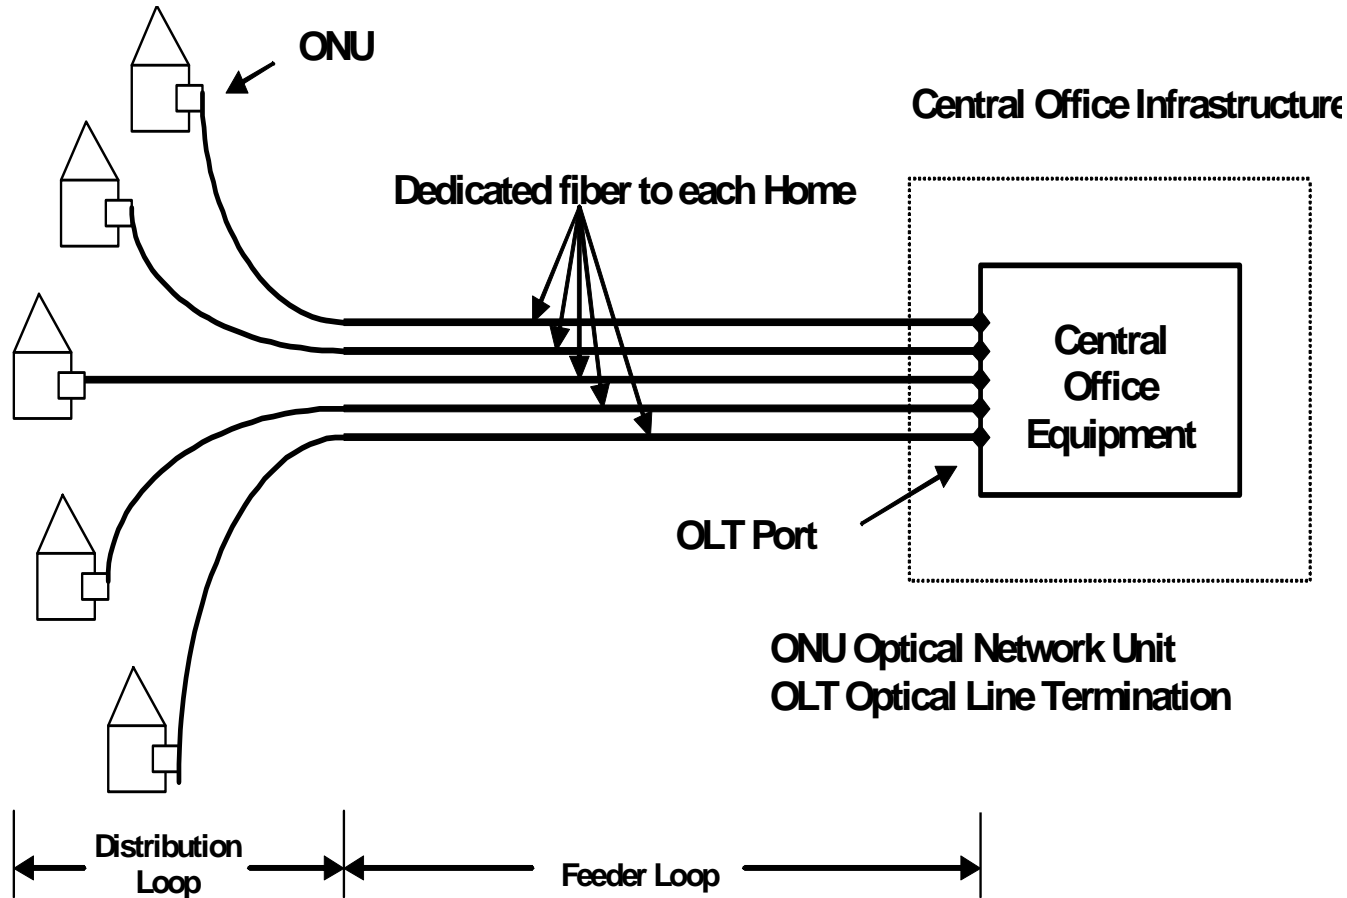 ONU
Central Office Infrastructure
Dedicated fiber to each Home
Central
Office
Equipment
OLT Port
ONU Optical Network Unit
OLT Optical Line Termination
Distribution
Loop
Feeder Loop